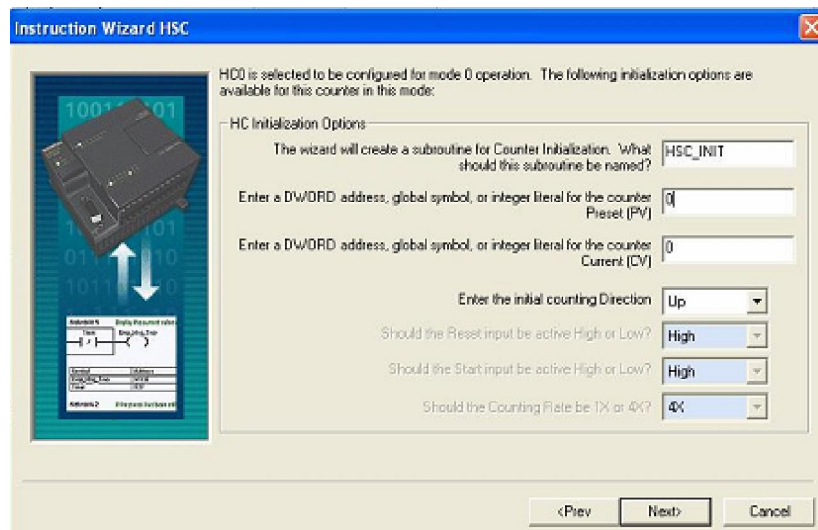 Instruction Wizard HSC
HC0 is selected to be configured for mode 0 operation. The following initialization options are
available for this counter in this mode:
HC Initialization Options
The wizard will create a subroutine for Counter Initialization. What
should this subroutine be named?
HSC_INIT
Enter a DWORD address, global symbol, or integer literal for the counter
Preset (PV)
0
Enter a DWORD address, global symbol, or integer literal for the counter
Current (CV)
0
Enter the initial counting Direction
Up
Should the Reset input be active High or Low?
High
Should the Start input be active High or Low?
High
Should the Counting Rate be 1X or 4X?
4X
<Prev
Next>
Cancel